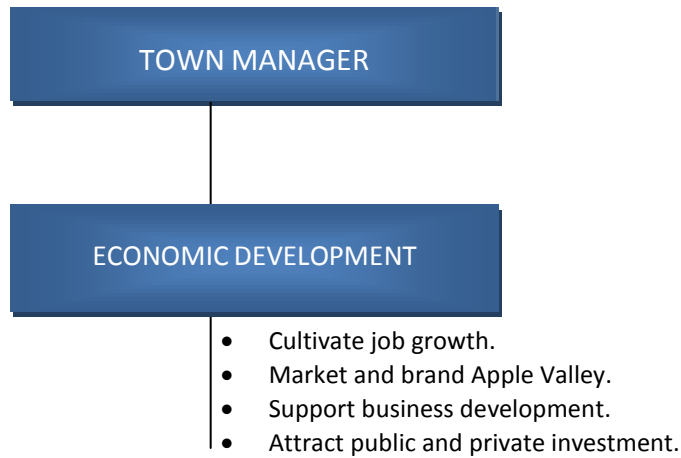 TOWN MANAGER
ECONOMIC DEVELOPMENT
• Cultivate job growth.
• Market and brand Apple Valley.
• Support business development.
• Attract public and private investment.